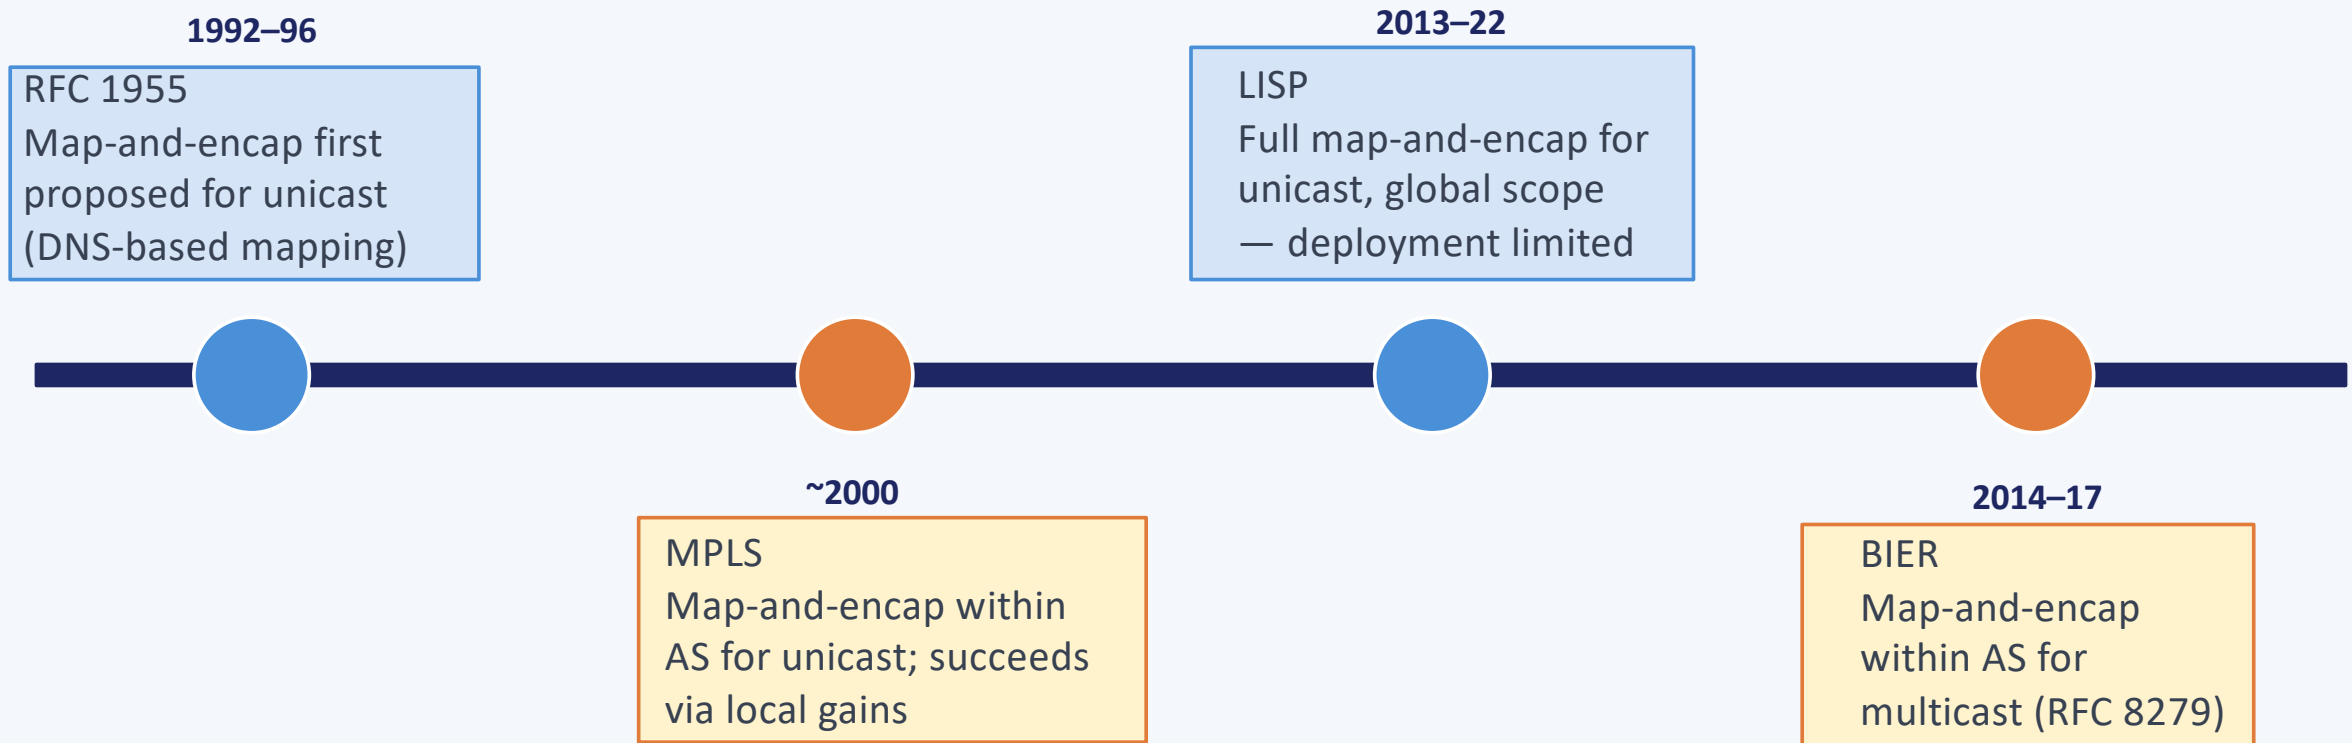 1992–96
RFC 1955
Map-and-encap first
proposed for unicast
(DNS-based mapping)
~2000
MPLS
Map-and-encap within
AS for unicast; succeeds
via local gains
2013–22
LISP
Full map-and-encap for
unicast, global scope
— deployment limited
2014–17
BIER
Map-and-encap
within AS for
multicast (RFC 8279)